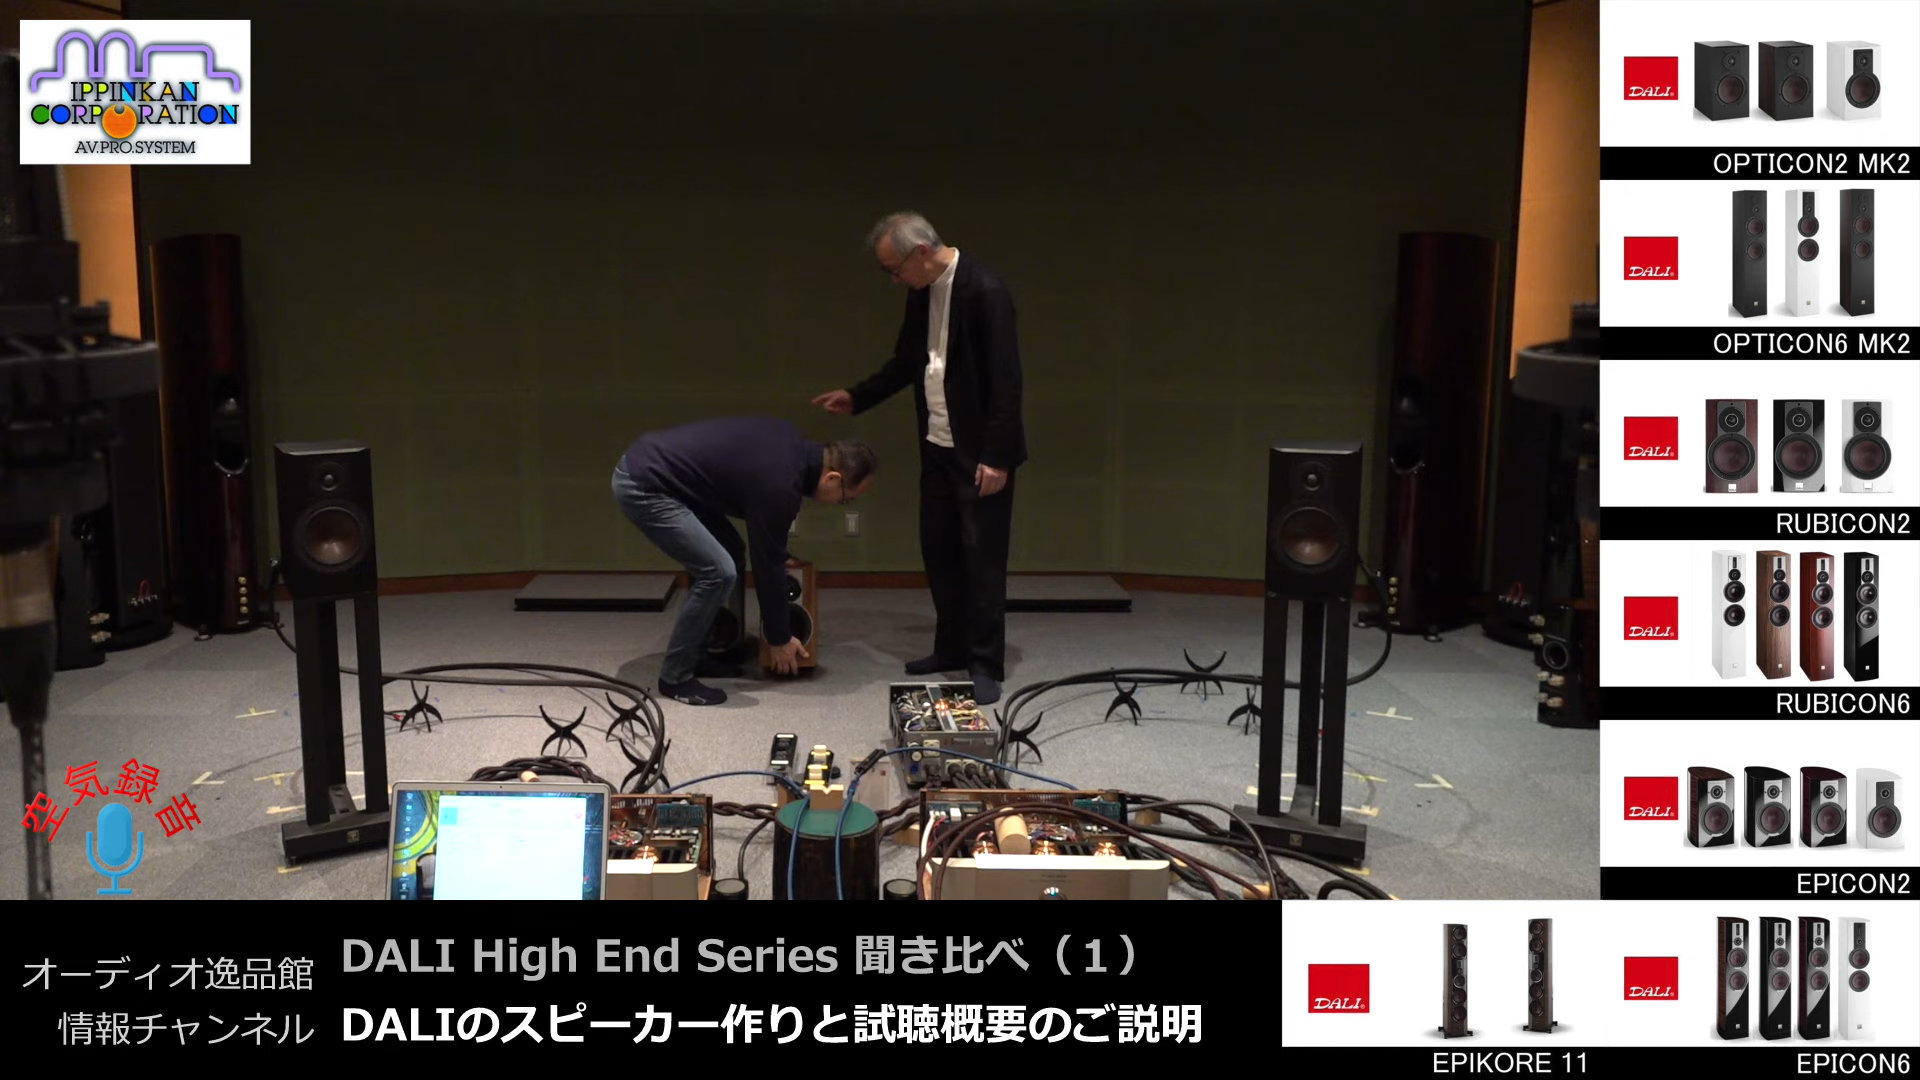 IPPINKAN
CORPORATION
AV.PRO.SYSTEM
空気録音
DALI
OPTICON2 MK2
DALI
OPTICON6 MK2
DALI
RUBICON2
DALI
RUBICON6
DALI
EPICON2
DALI
EPIKORE 11
DALI
EPICON6
オーディオ逸品館
情報チャンネル
DALI High End Series 聞き比べ（１）
DALIのスピーカー作りと試聴概要のご説明